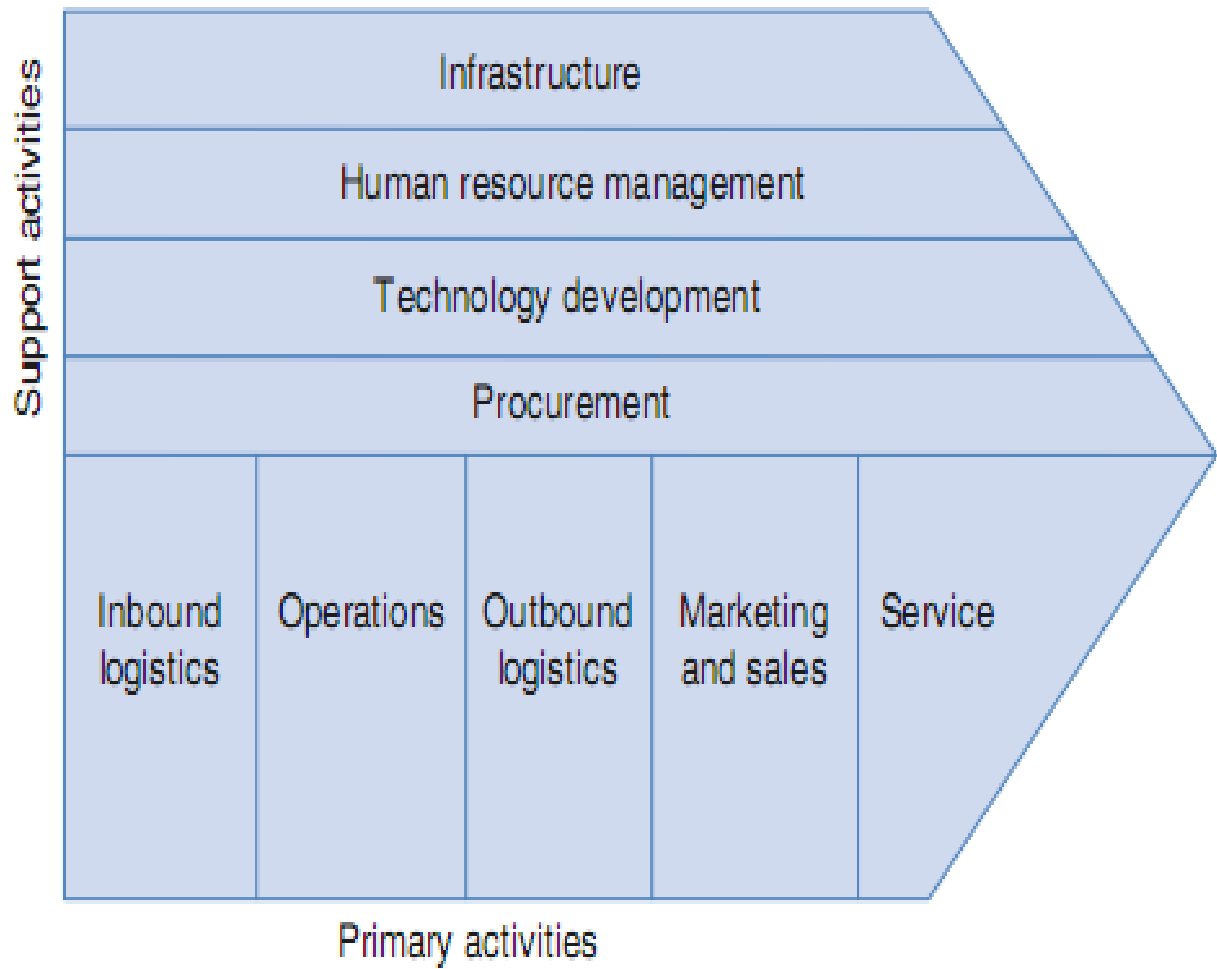 Support activities
Infrastructure
Human resource management
Technology development
Procurement
Inbound
logistics
Operations
Outbound
logistics
Marketing
and sales
Service
Primary activities